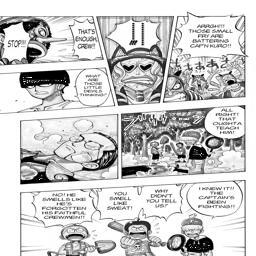 ARRGH!!!
THOSE SMALL
FRY ARE
BATTERING
CAP'N KURO!!
THAT'S
ENOUGH,
CREW!!
STOP!!!
WHAT
ARE THOSE
LITTLE
DEVILS
THINKING?
ALL
RIGHT!
THAT
OUGHTA
TEACH
HIM!
I KNEW IT!!
THE
CAPTAIN'S
BEEN
FIGHTING!!
WHY
DIDN'T
YOU TELL
US?
YOU
SMELL
LIKE
SWEAT!
NO! HE
SMELLS LIKE
HE'S
FORGOTTEN
HIS FAITHFUL
CREWMEN!!